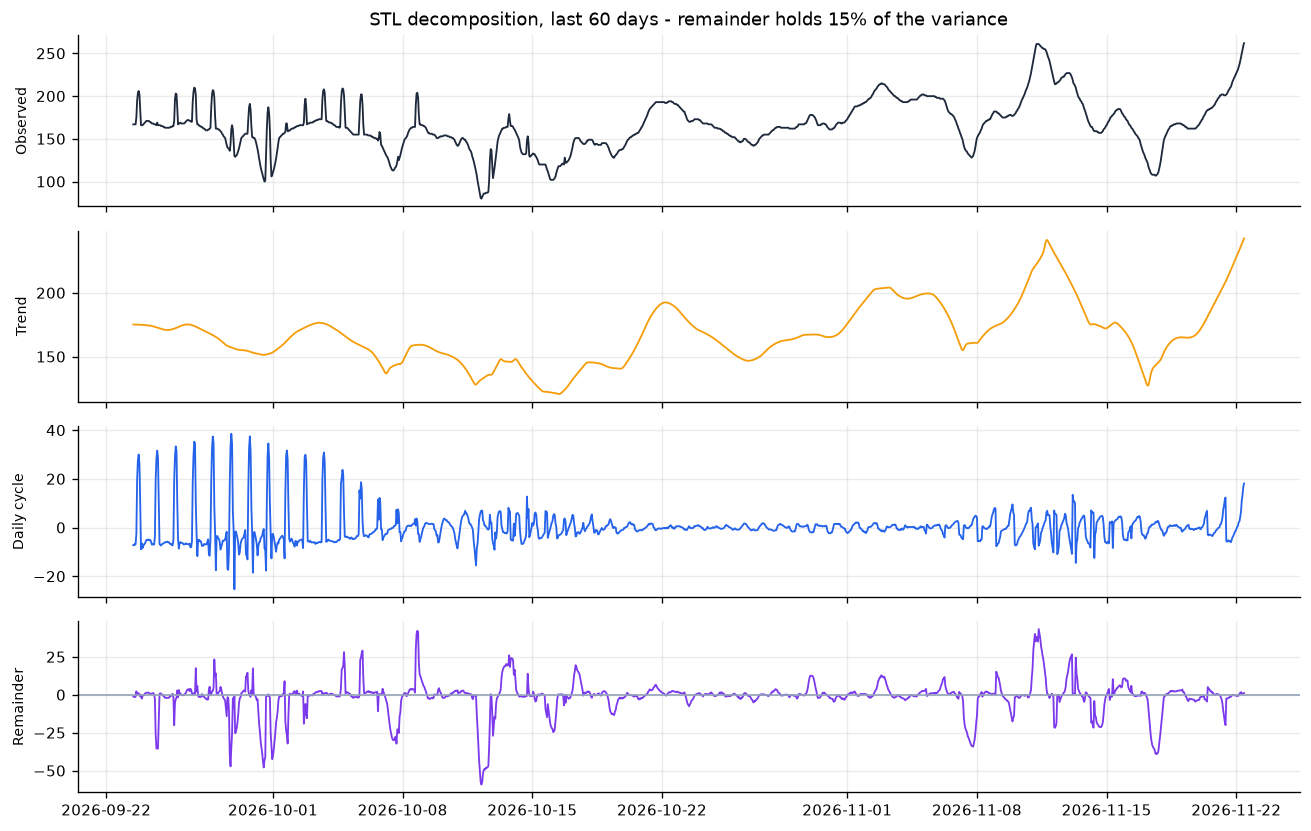 STL decomposition, last 60 days - remainder holds 15% of the variance
Observed
250
200
150
100
Trend
200
150
Daily cycle
40
20
0
−20
Remainder
25
0
−25
−50
2026-09-22 2026-10-01 2026-10-08 2026-10-15 2026-10-22 2026-11-01 2026-11-08 2026-11-15 2026-11-22